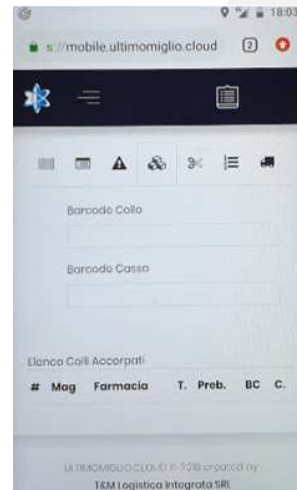 18:03
s://mobile.ultimomiglio.cloud 2
Barcode Collo
Barcode Cassa
Elenco Colli Accorpati
# Mag Farmacia T. Preb. BC C.
ULTIMOMIGLIO.CLOUD © 2018 created by
T&M Logistica Integrata SRL